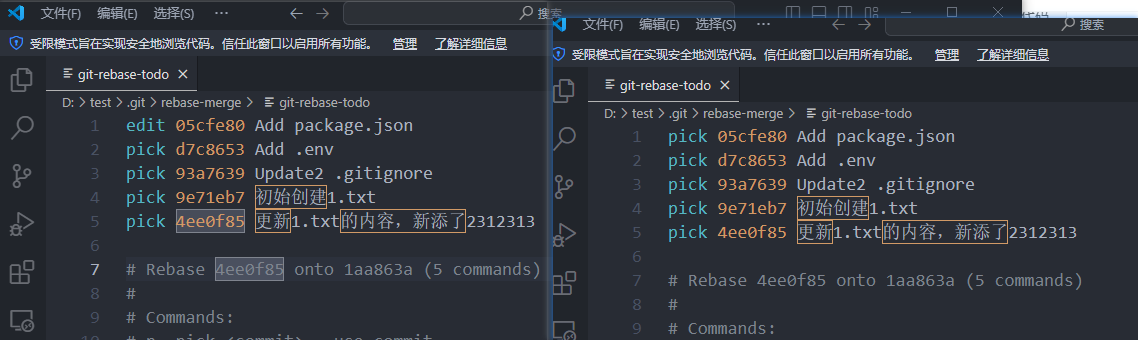 文件(F) 编辑(E) 选择(S) ··· 搜索
受限模式旨在实现安全地浏览代码。信任此窗口以启用所有功能。 管理 了解详细信息
git-rebase-todo
D: > test > .git > rebase-merge > git-rebase-todo
1 edit 05cfe80 Add package.json
2 pick d7c8653 Add .env
3 pick 93a7639 Update2 .gitignore
4 pick 9e71eb7 初始创建1.txt
5 pick 4ee0f85 更新1.txt的内容，新添了2312313
6
7 # Rebase 4ee0f85 onto 1aa863a (5 commands)
8 #
9 # Commands:
文件(F) 编辑(E) 选择(S) ··· 搜索
受限模式旨在实现安全地浏览代码。信任此窗口以启用所有功能。 管理 了解详细信息
git-rebase-todo
D: > test > .git > rebase-merge > git-rebase-todo
1 pick 05cfe80 Add package.json
2 pick d7c8653 Add .env
3 pick 93a7639 Update2 .gitignore
4 pick 9e71eb7 初始创建1.txt
5 pick 4ee0f85 更新1.txt的内容，新添了2312313
6
7 # Rebase 4ee0f85 onto 1aa863a (5 commands)
8 #
9 # Commands: